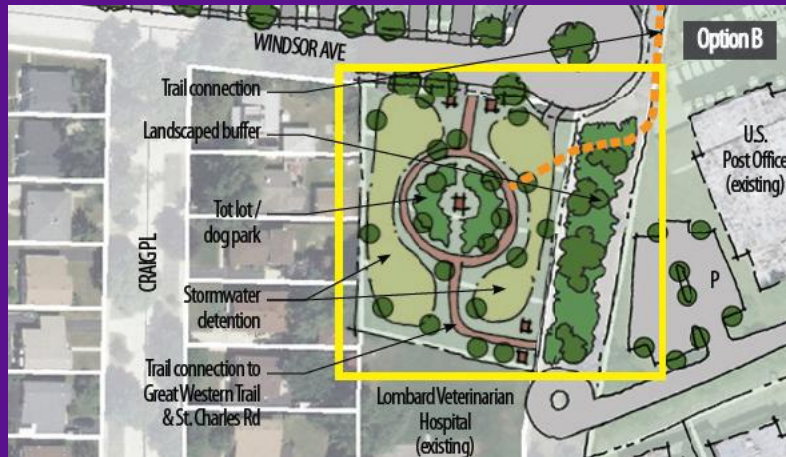 WINDSOR AVE
Option B
Trail connection
Landscaped buffer
U.S.
Post Office
(existing)
Tot lot /
dog park
CRAIG PL
P
Stormwater
detention
Trail connection to
Great Western Trail
& St. Charles Rd
Lombard Veterinarian
Hospital
(existing)